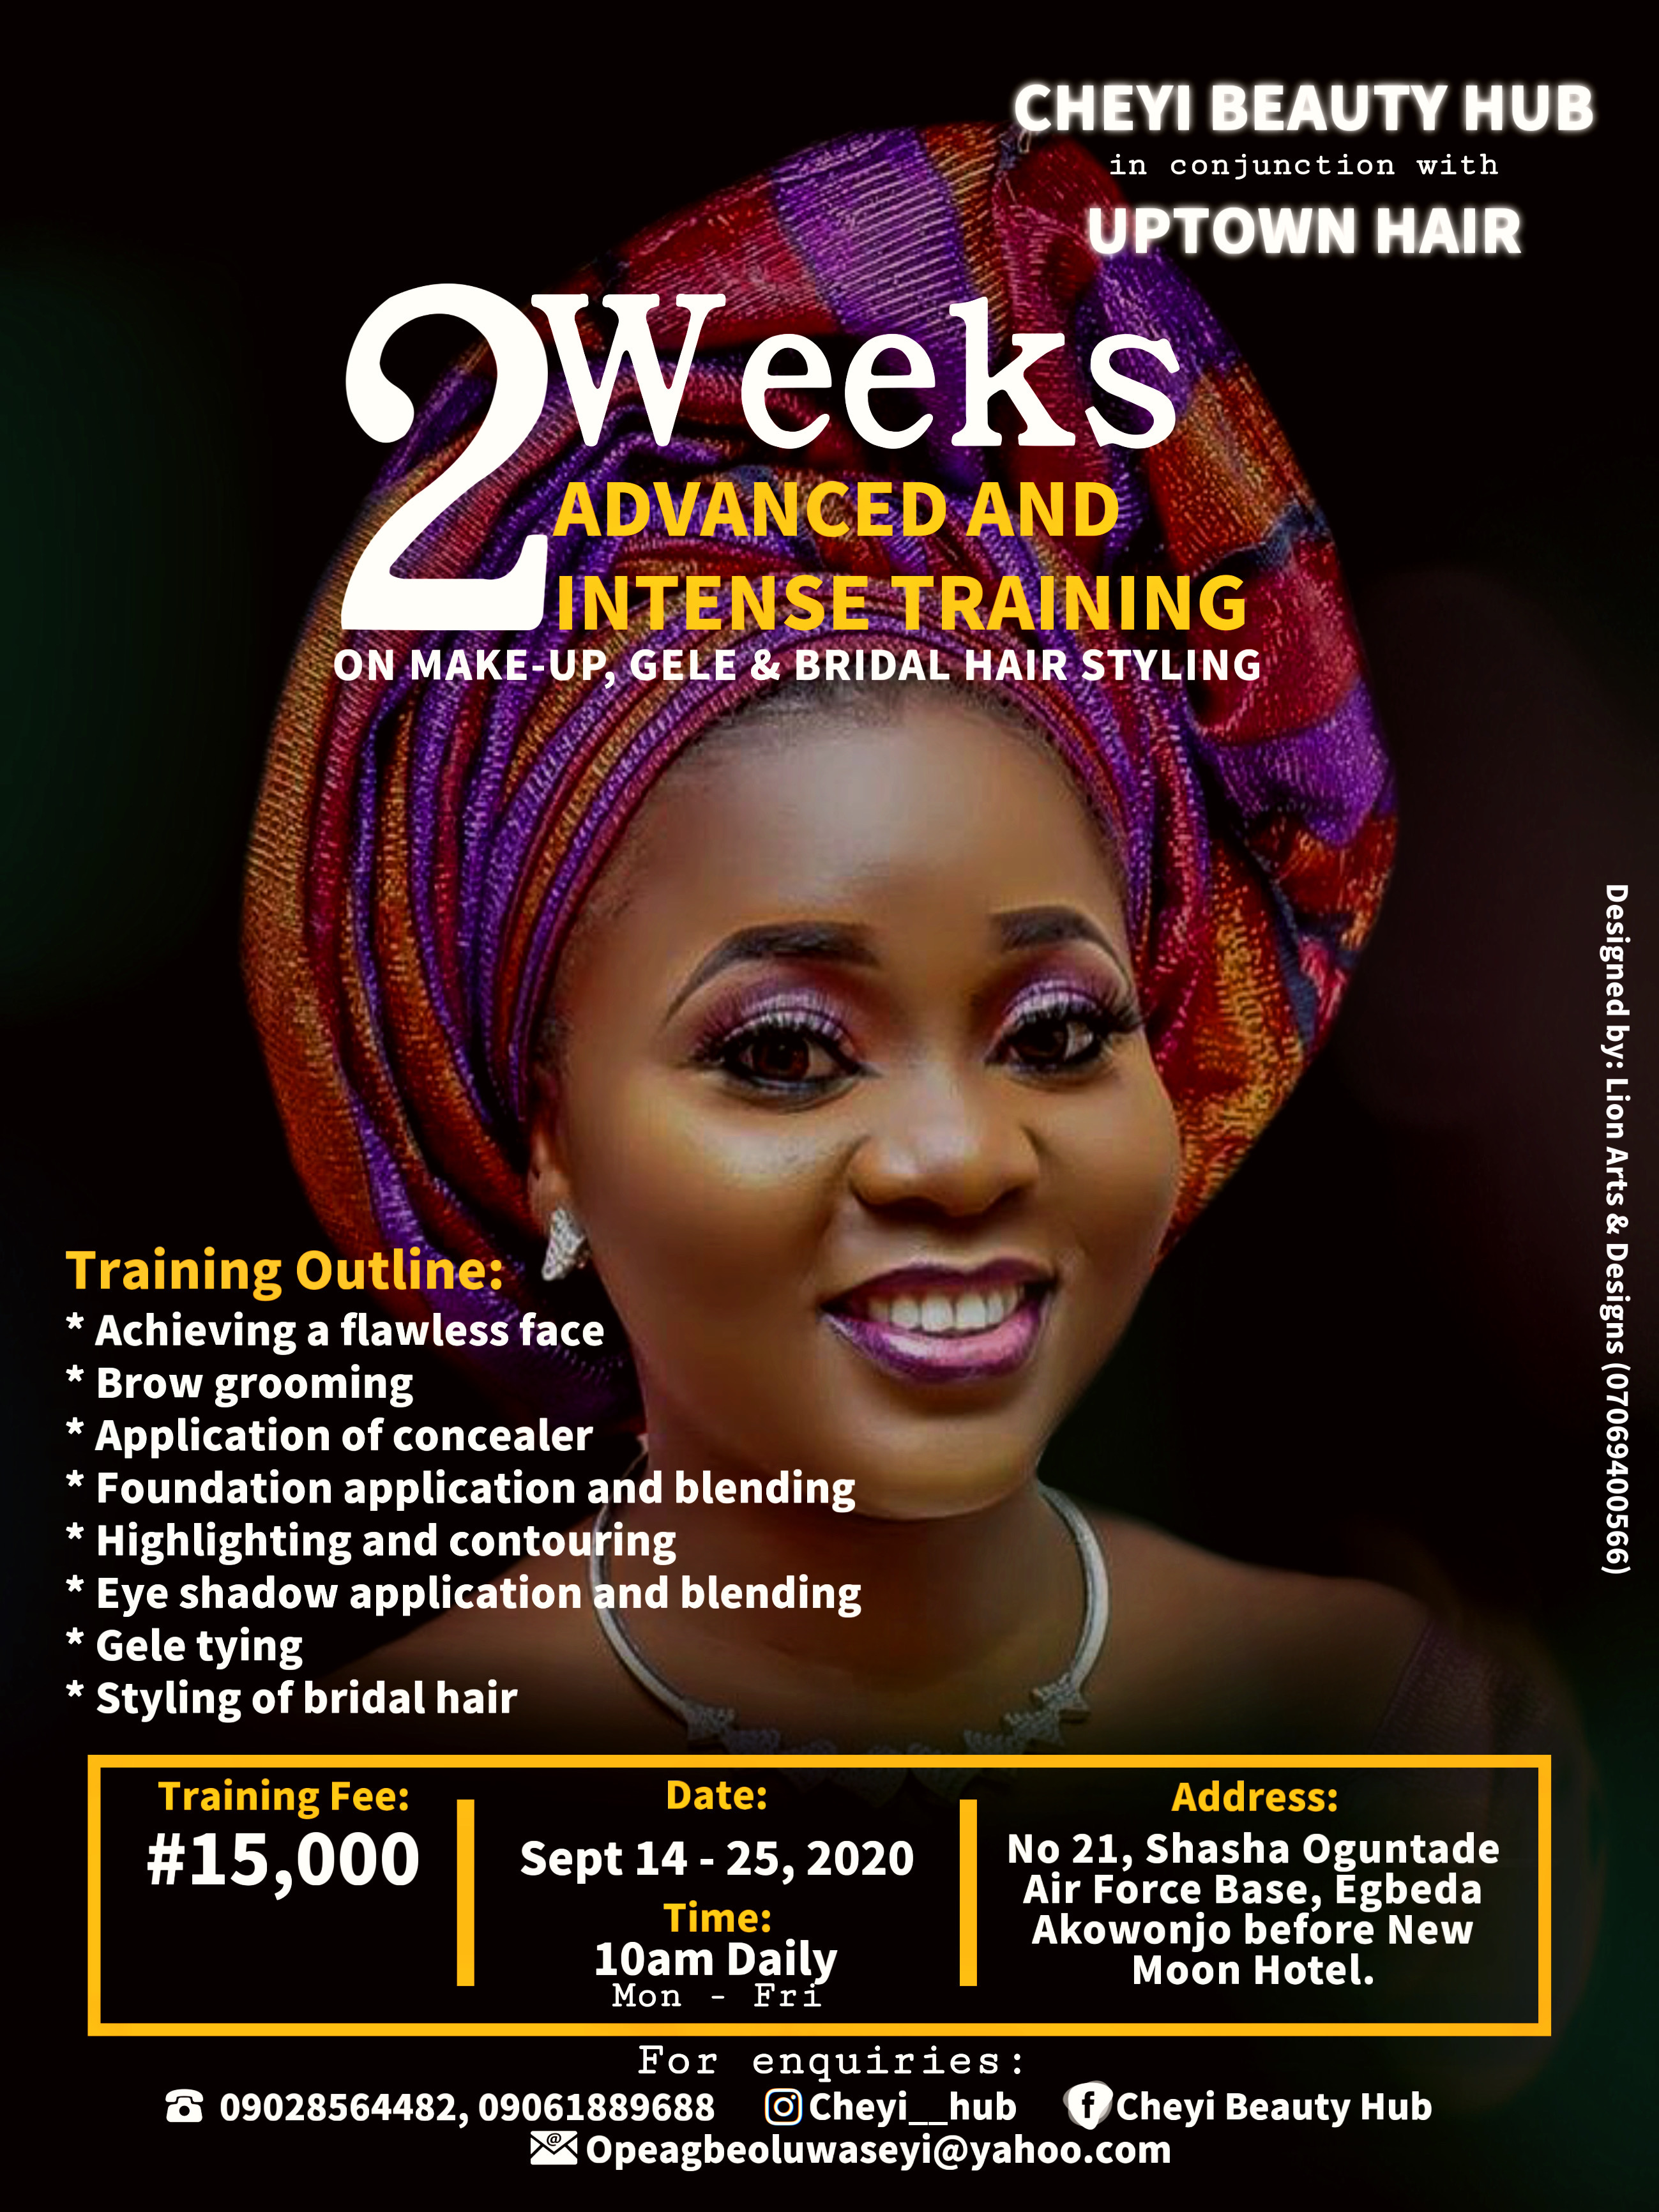 CHEYI BEAUTY HUB
in conjunction with
UPTOWN HAIR
2 Weeks
ADVANCED AND
INTENSE TRAINING
ON MAKE-UP, GELE & BRIDAL HAIR STYLING
Designed by: Lion Arts & Designs (07069400566)
Training Outline:
* Achieving a flawless face
* Brow grooming
* Application of concealer
* Foundation application and blending
* Highlighting and contouring
* Eye shadow application and blending
* Gele tying
* Styling of bridal hair
Training Fee:
#15,000
Date:
Sept 14 - 25, 2020
Time:
10am Daily
Mon - Fri
Address:
No 21, Shasha Oguntade
Air Force Base, Egbeda
Akowonjo before New
Moon Hotel.
For enquiries:
09028564482, 09061889688 Cheyi__hub Cheyi Beauty Hub
Opeagbeoluwaseyi@yahoo.com